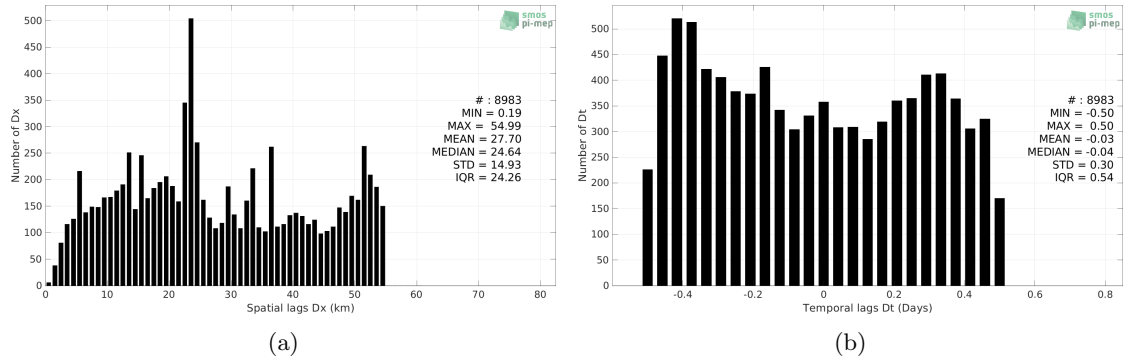 smos
pi-mep
500
450
400
350
300
250
200
150
100
50
0
Number of Dx
# : 8983
MIN = 0.19
MAX = 54.99
MEAN = 27.70
MEDIAN = 24.64
STD = 14.93
IQR = 24.26
0 10 20 30 40 50 60 70 80
Spatial lags Dx (km)
(a)
smos
pi-mep
500
450
400
350
300
250
200
150
100
50
0
Number of Dt
# : 8983
MIN = -0.50
MAX = 0.50
MEAN = -0.03
MEDIAN = -0.04
STD = 0.30
IQR = 0.54
-0.4 -0.2 0 0.2 0.4 0.6 0.8
Temporal lags Dt (Days)
(b)